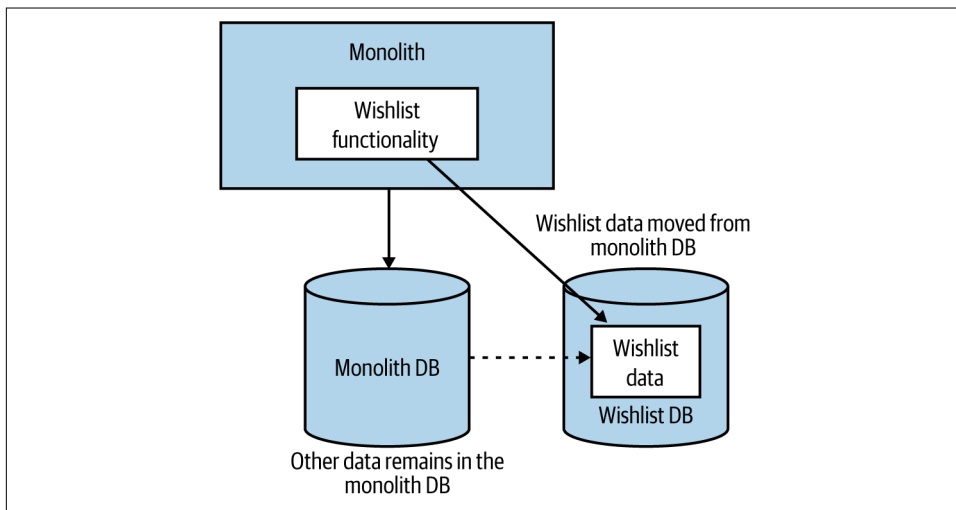 Monolith
Wishlist
functionality
Wishlist data moved from
monolith DB
Monolith DB
Wishlist
data
Wishlist DB
Other data remains in the
monolith DB